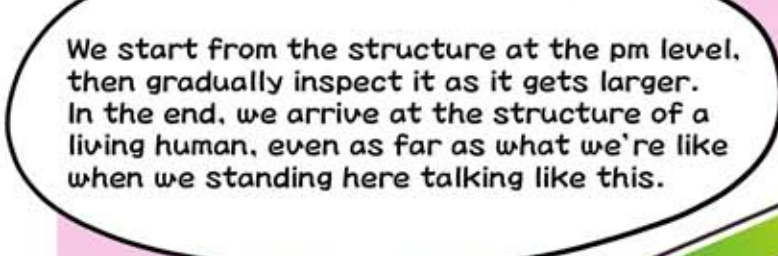 We start from the structure at the pm level,
then gradually inspect it as it gets larger.
In the end, we arrive at the structure of a
living human, even as far as what we're like
when we standing here talking like this.